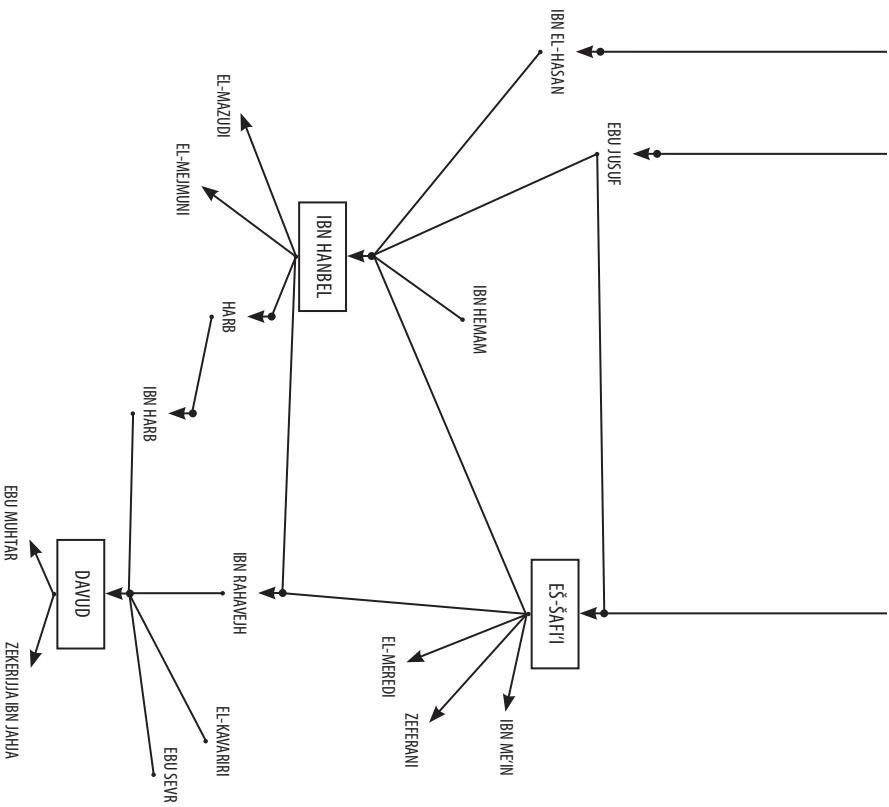 EBU JUSUF
IBN EL-HASAN
EŠ-ŠAFI'I
IBN ME'IN
IBN HEMAM
ZEFERANI
EL-MEREDI
IBN HANBEL
IBN RAHAVEJH
HARB
EL-MAZUDI
EL-KAVARIRI
EL-MEJMUNI
EBU SEVR
IBN HARB
DAVUD
EBU MUHTAR
ZEKERIJJA IBN JAHJA